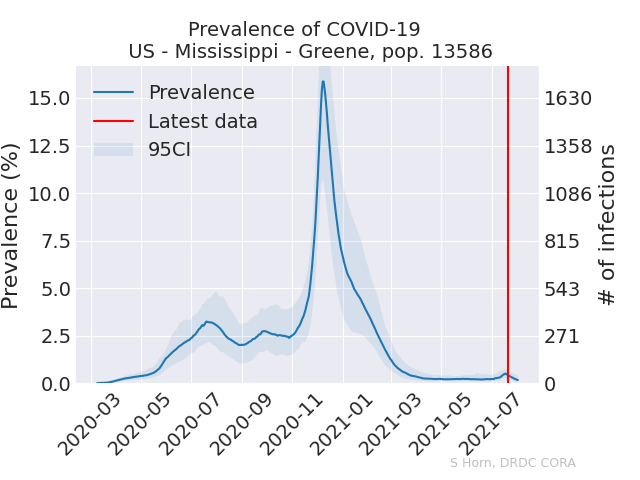 Prevalence of COVID-19
US - Mississippi - Greene, pop. 13586
Prevalence
Latest data
95CI
Prevalence (%)
15.0
12.5
10.0
7.5
5.0
2.5
0.0
# of infections
1630
1358
1086
815
543
271
0
2020-03
2020-05
2020-07
2020-09
2020-11
2021-01
2021-03
2021-05
2021-07
S Horn, DRDC CORA